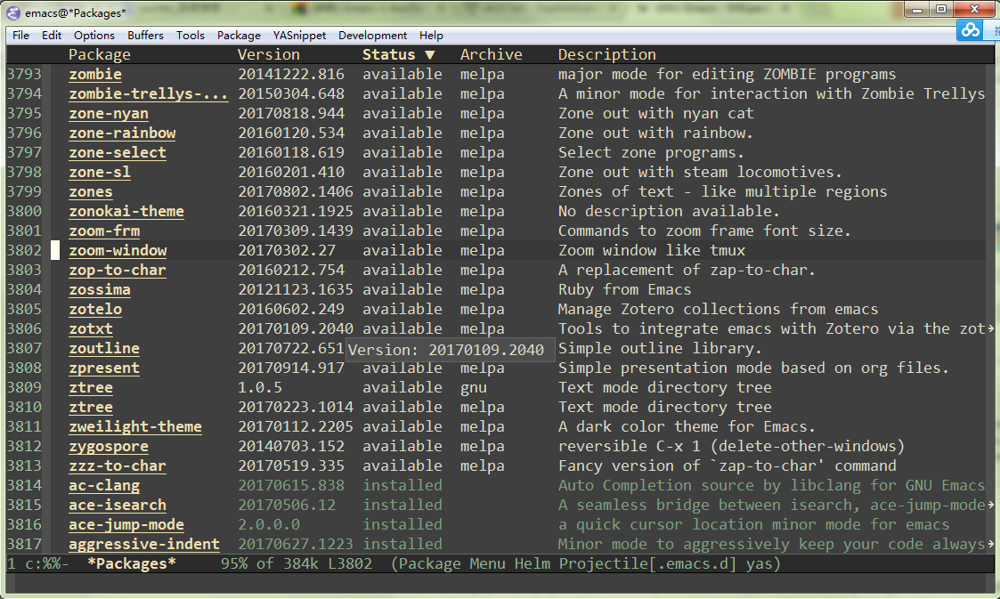 emacs@*Packages*
File Edit Options Buffers Tools Package YASnippet Development Help
Package Version Status ▼ Archive Description
3793 zombie 20141222.816 available melpa major mode for editing ZOMBIE programs
3794 zombie-trellys-... 20150304.648 available melpa A minor mode for interaction with Zombie Trellys
3795 zone-nyan 20170818.944 available melpa Zone out with nyan cat
3796 zone-rainbow 20160120.534 available melpa Zone out with rainbow.
3797 zone-select 20160118.619 available melpa Select zone programs.
3798 zone-sl 20160201.410 available melpa Zone out with steam locomotives.
3799 zones 20170802.1406 available melpa Zones of text - like multiple regions
3800 zonokai-theme 20160321.1925 available melpa No description available.
3801 zoom-frm 20170309.1439 available melpa Commands to zoom frame font size.
3802 zoom-window 20170302.27 available melpa Zoom window like tmux
3803 zop-to-char 20160212.754 available melpa A replacement of zap-to-char.
3804 zossima 20121123.1635 available melpa Ruby from Emacs
3805 zotelo 20160602.249 available melpa Manage Zotero collections from emacs
3806 zotxt 20170109.2040 available melpa Tools to integrate emacs with Zotero via the zot
3807 zoutline 20170722.651 Version: 20170109.2040 Simple outline library.
3808 zpresent 20170914.917 available melpa Simple presentation mode based on org files.
3809 ztree 1.0.5 available gnu Text mode directory tree
3810 ztree 20170223.1014 available melpa Text mode directory tree
3811 zweilight-theme 20170112.2205 available melpa A dark color theme for Emacs.
3812 zygospore 20140703.152 available melpa reversible C-x 1 (delete-other-windows)
3813 zzz-to-char 20170519.335 available melpa Fancy version of `zap-to-char' command
3814 ac-clang 20170615.838 installed Auto Completion source by libclang for GNU Emacs
3815 ace-isearch 20170506.12 installed A seamless bridge between isearch, ace-jump-mode
3816 ace-jump-mode 2.0.0.0 installed a quick cursor location minor mode for emacs
3817 aggressive-indent 20170627.1223 installed Minor mode to aggressively keep your code always
1 c:%%- *Packages* 95% of 384k L3802 (Package Menu Helm Projectile[.emacs.d] yas)